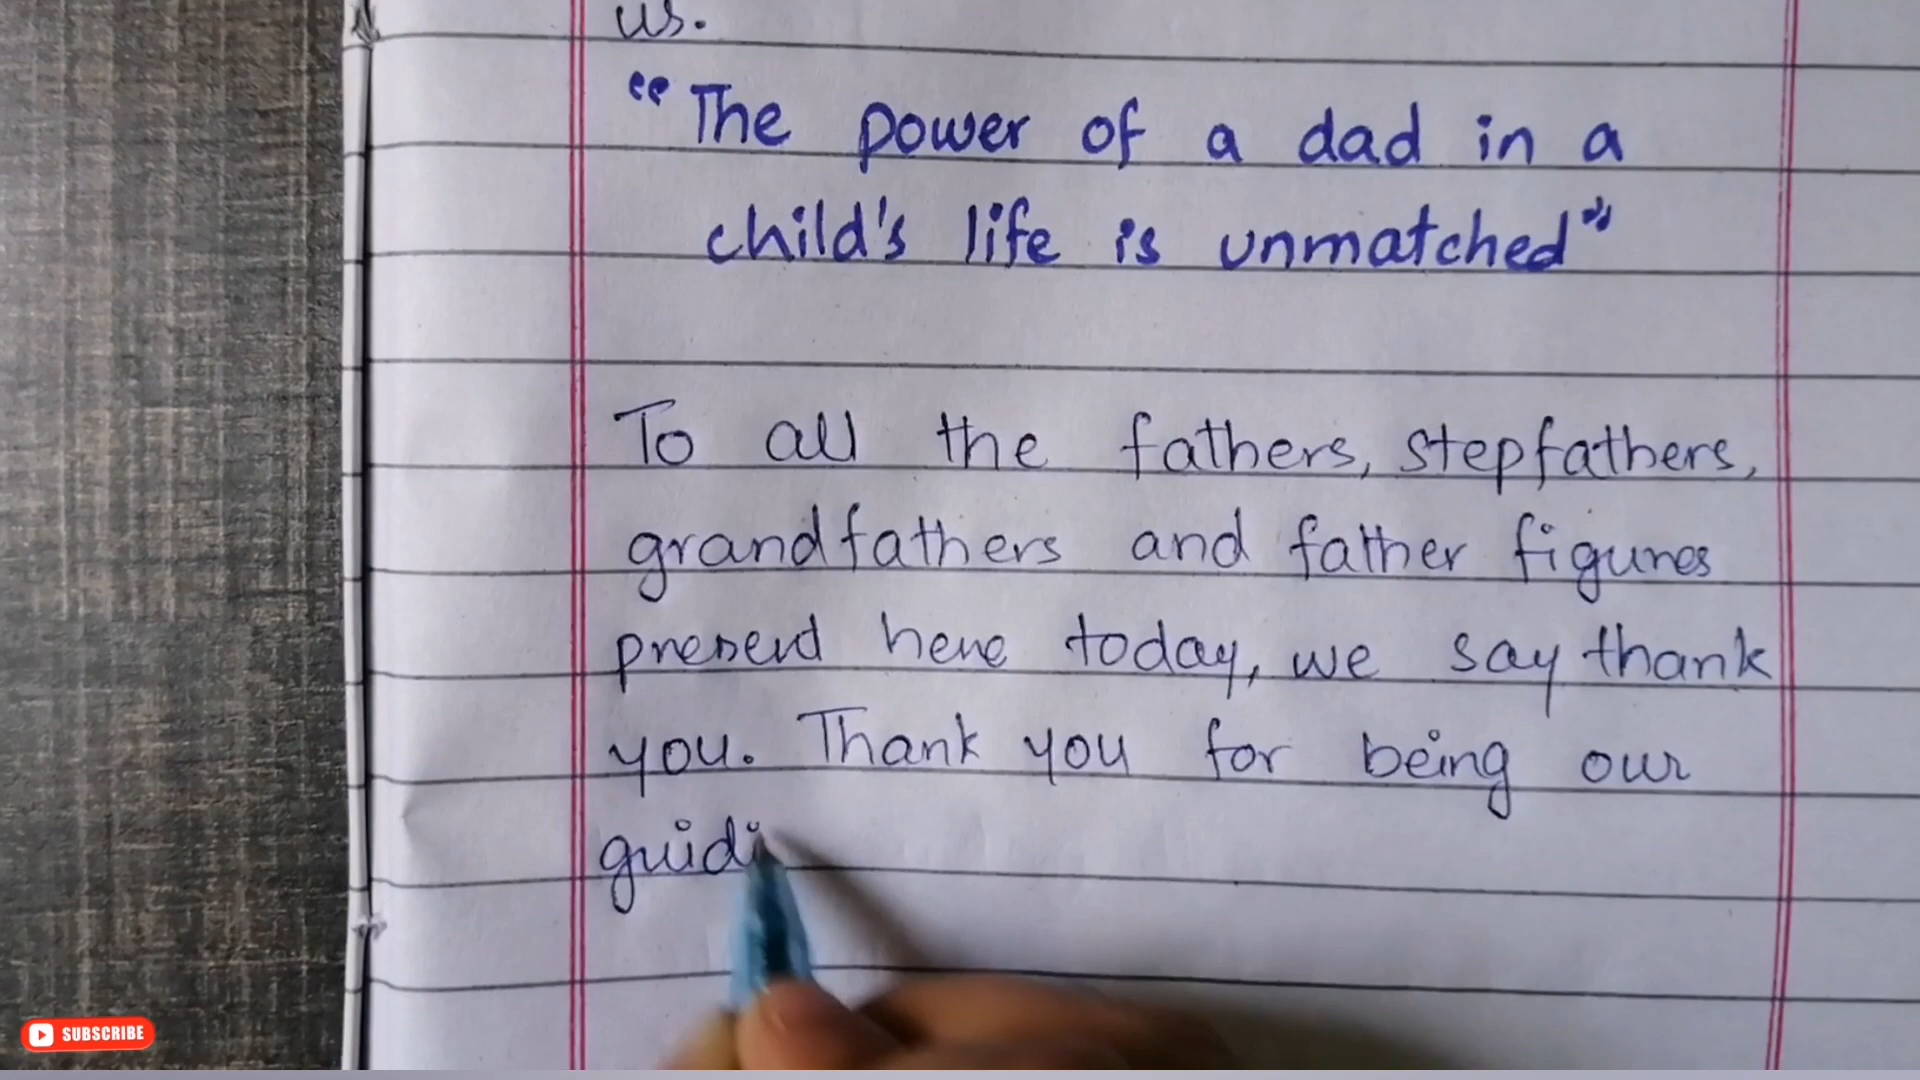 us.
"The power of a dad in a
child's life is unmatched"
To all the fathers, stepfathers,
grandfathers and father figures
present here today, we say thank
you. Thank you for being our
guidi
SUBSCRIBE